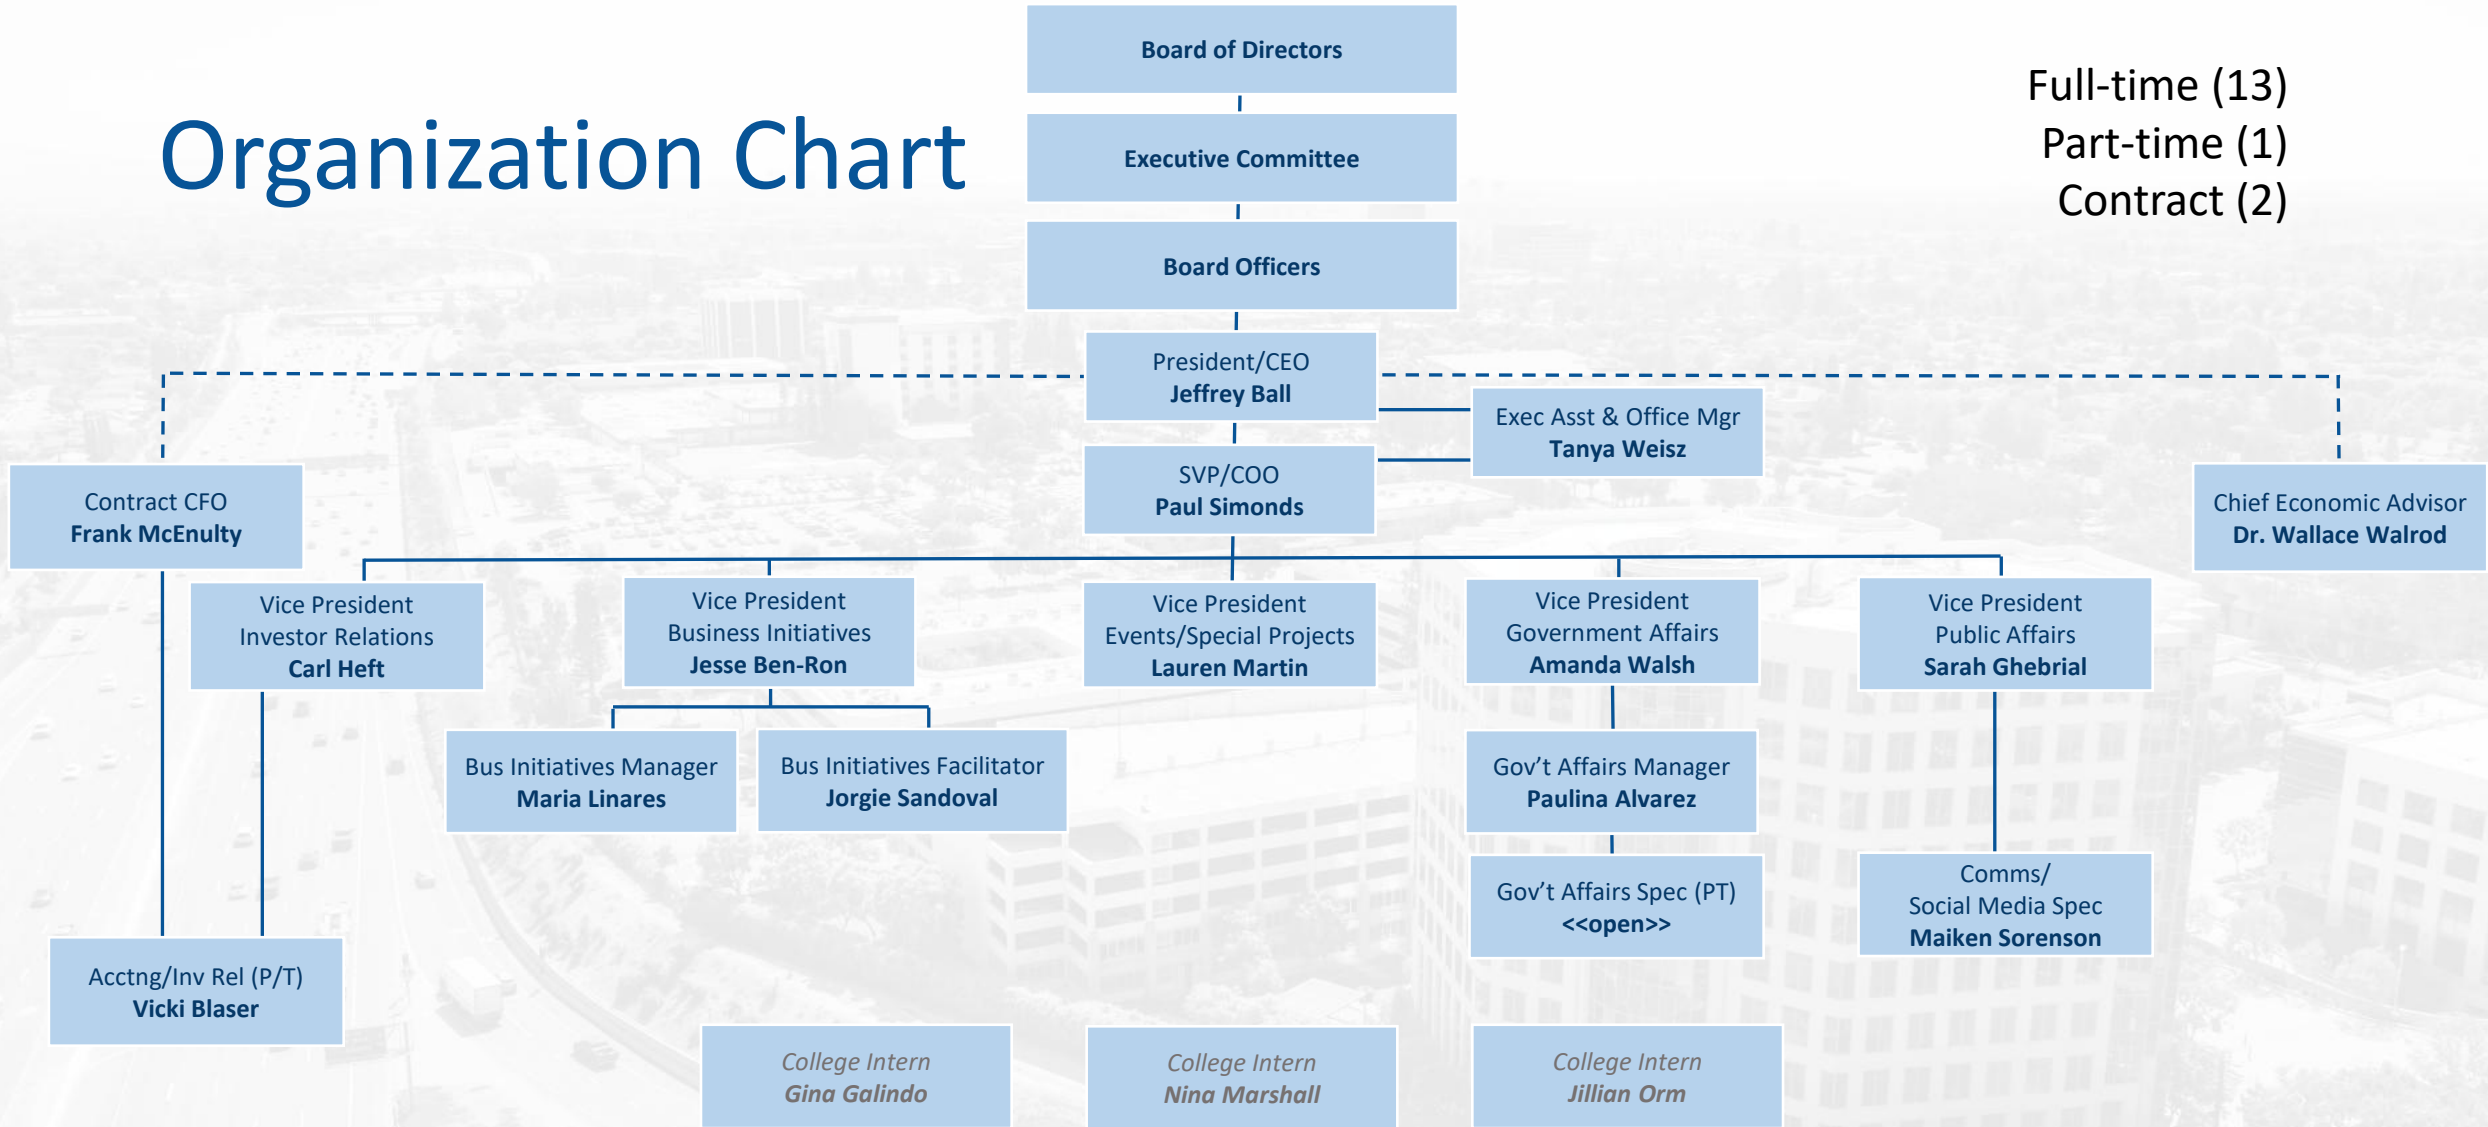 Organization Chart
Full-time (13)
Part-time (1)
Contract (2)
Board of Directors
Executive Committee
Board Officers
President/CEO
Jeffrey Ball
Exec Asst & Office Mgr
Tanya Weisz
SVP/COO
Paul Simonds
Contract CFO
Frank McEnulty
Chief Economic Advisor
Dr. Wallace Walrod
Vice President
Investor Relations
Carl Heft
Vice President
Business Initiatives
Jesse Ben-Ron
Vice President
Events/Special Projects
Lauren Martin
Vice President
Government Affairs
Amanda Walsh
Vice President
Public Affairs
Sarah Ghebrial
Bus Initiatives Manager
Maria Linares
Bus Initiatives Facilitator
Jorgie Sandoval
Gov’t Affairs Manager
Paulina Alvarez
Gov’t Affairs Spec (PT)
<<open>>
Comms/
Social Media Spec
Maiken Sorenson
Acctng/Inv Rel (P/T)
Vicki Blaser
College Intern
Gina Galindo
College Intern
Nina Marshall
College Intern
Jillian Orm